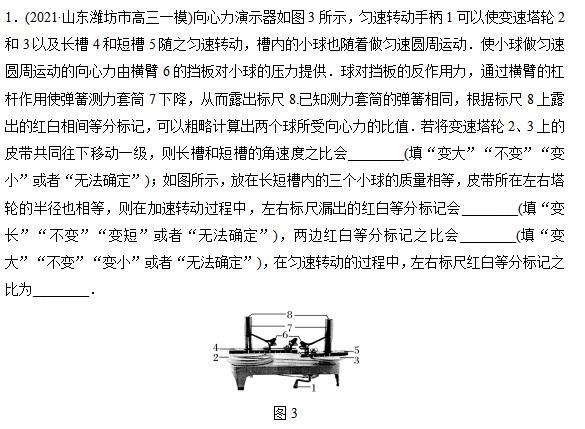 1．(2021·山东潍坊市高三一模)向心力演示器如图3所示，匀速转动手柄1可以使变速塔轮2
和3以及长槽4和短槽5随之匀速转动，槽内的小球也随着做匀速圆周运动．使小球做匀速
圆周运动的向心力由横臂6的挡板对小球的压力提供．球对挡板的反作用力，通过横臂的杠
杆作用使弹簧测力套筒7下降，从而露出标尺8.已知测力套筒的弹簧相同，根据标尺8上露
出的红白相间等分标记，可以粗略计算出两个球所受向心力的比值．若将变速塔轮2、3上的
皮带共同往下移动一级，则长槽和短槽的角速度之比会________(填“变大”“不变”“变
小”或者“无法确定”)；如图所示，放在长短槽内的三个小球的质量相等，皮带所在左右塔
轮的半径也相等，则在加速转动过程中，左右标尺漏出的红白等分标记会________(填“变
长”“不变”“变短”或者“无法确定”)，两边红白等分标记之比会________(填“变
大”“不变”“变小”或者“无法确定”)，在匀速转动的过程中，左右标尺红白等分标记之
比为________．
8
7
6
4
5
2
3
1
图3